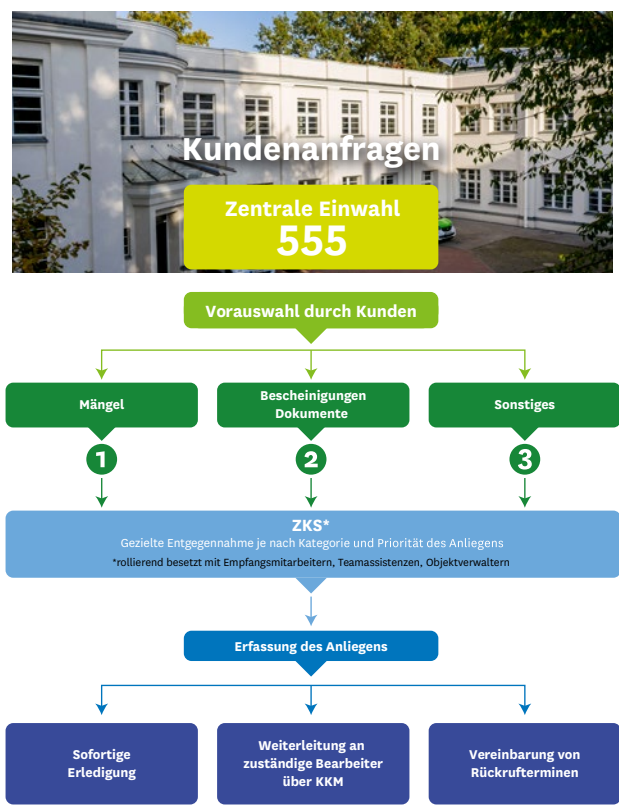 Kundenanfragen
Zentrale Einwahl
555
Vorauswahl durch Kunden
Mängel
Bescheinigungen
Dokumente
Sonstiges
1
2
3
ZKS*
Gezielte Entgegennahme je nach Kategorie und Priorität des Anliegens
*rollierend besetzt mit Empfangsmitarbeitern, Teamassistenzen, Objektverwaltern
Erfassung des Anliegens
Sofortige
Erledigung
Weiterleitung an
zuständige Bearbeiter
über KKM
Vereinbarung von
Rückrufterminen